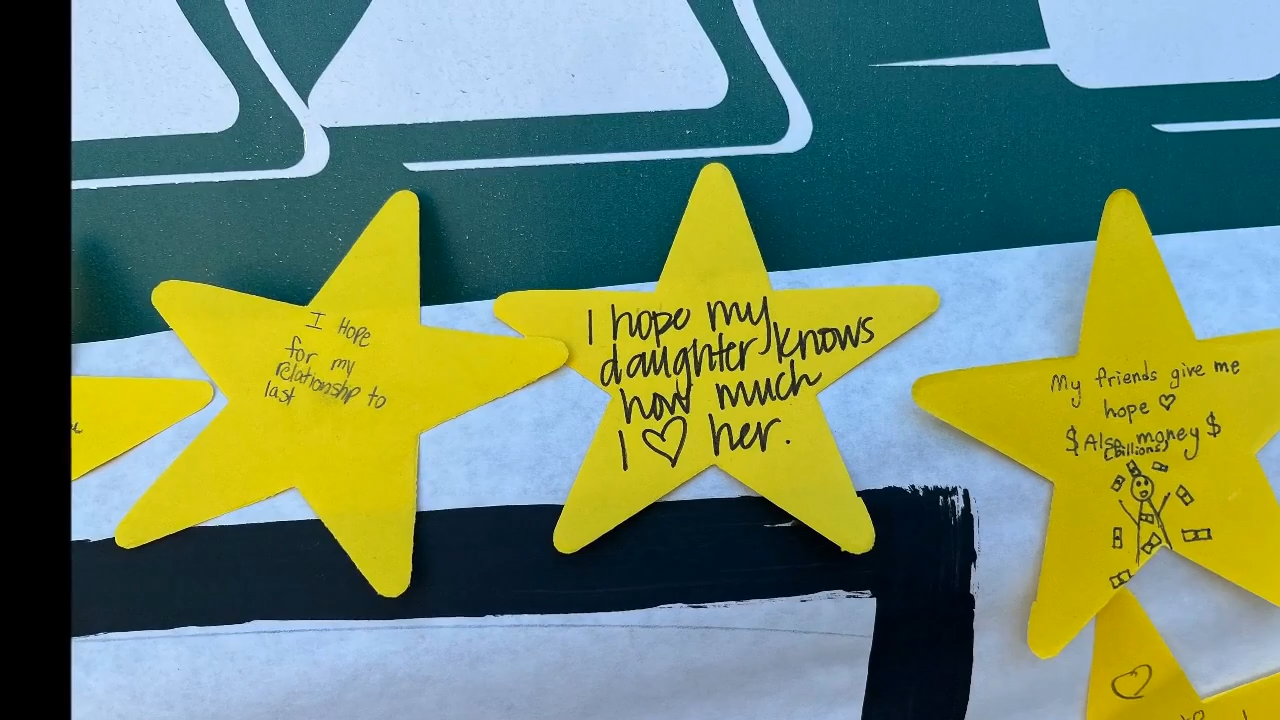 I Hope
for my
relationship to
last
I hope my
daughter knows
how much
I ♡ her.
My friends give me
hope ♡
$Also money$
(Billions)